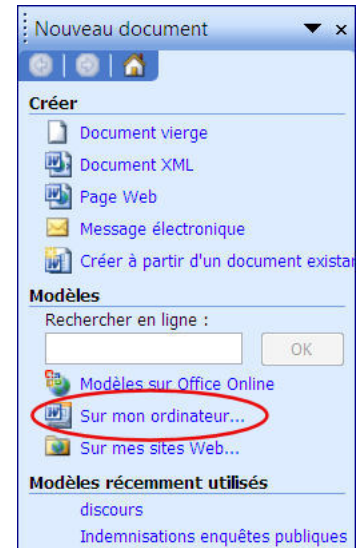 Nouveau document
Créer
Document vierge
Document XML
Page Web
Message électronique
Créer à partir d'un document existar
Modèles
Rechercher en ligne :
OK
Modèles sur Office Online
Sur mon ordinateur...
Sur mes sites Web...
Modèles récemment utilisés
discours
Indemnisations enquêtes publiques